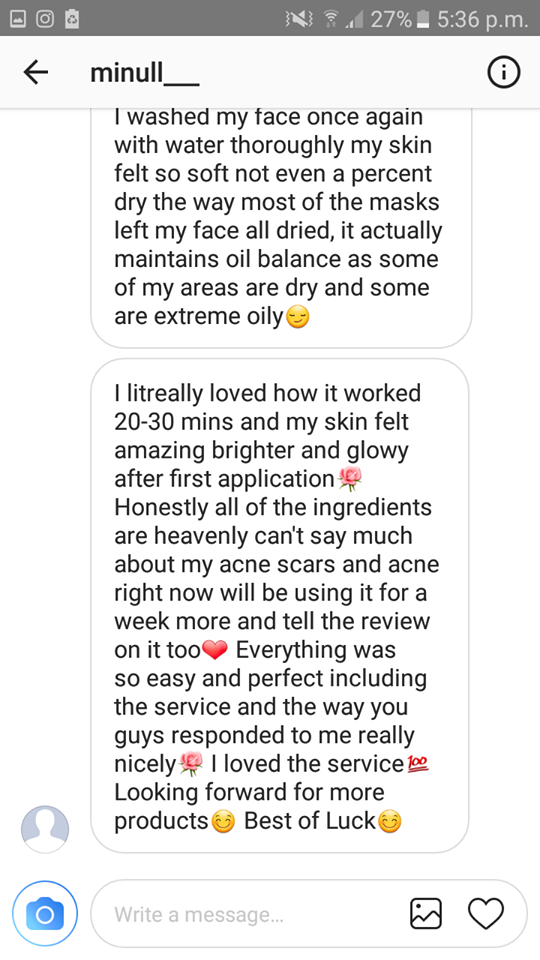 27% 5:36 p.m.
minull___
I washed my face once again
with water thoroughly my skin
felt so soft not even a percent
dry the way most of the masks
left my face all dried, it actually
maintains oil balance as some
of my areas are dry and some
are extreme oily😏
I litreally loved how it worked
20-30 mins and my skin felt
amazing brighter and glowy
after first application🌹
Honestly all of the ingredients
are heavenly can't say much
about my acne scars and acne
right now will be using it for a
week more and tell the review
on it too❤ Everything was
so easy and perfect including
the service and the way you
guys responded to me really
nicely🌹 I loved the service💯
Looking forward for more
products😊 Best of Luck😊
Write a message...